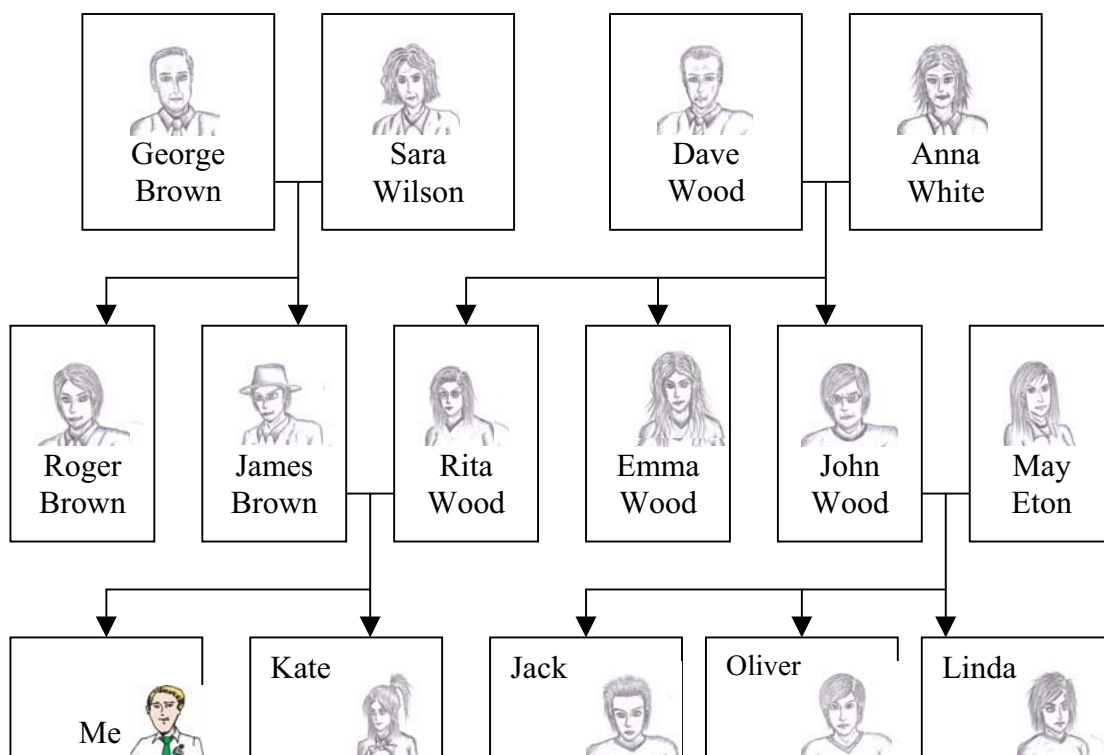 George
Brown
Sara
Wilson
Dave
Wood
Anna
White
Roger
Brown
James
Brown
Rita
Wood
Emma
Wood
John
Wood
May
Eton
Me
Kate
Jack
Oliver
Linda